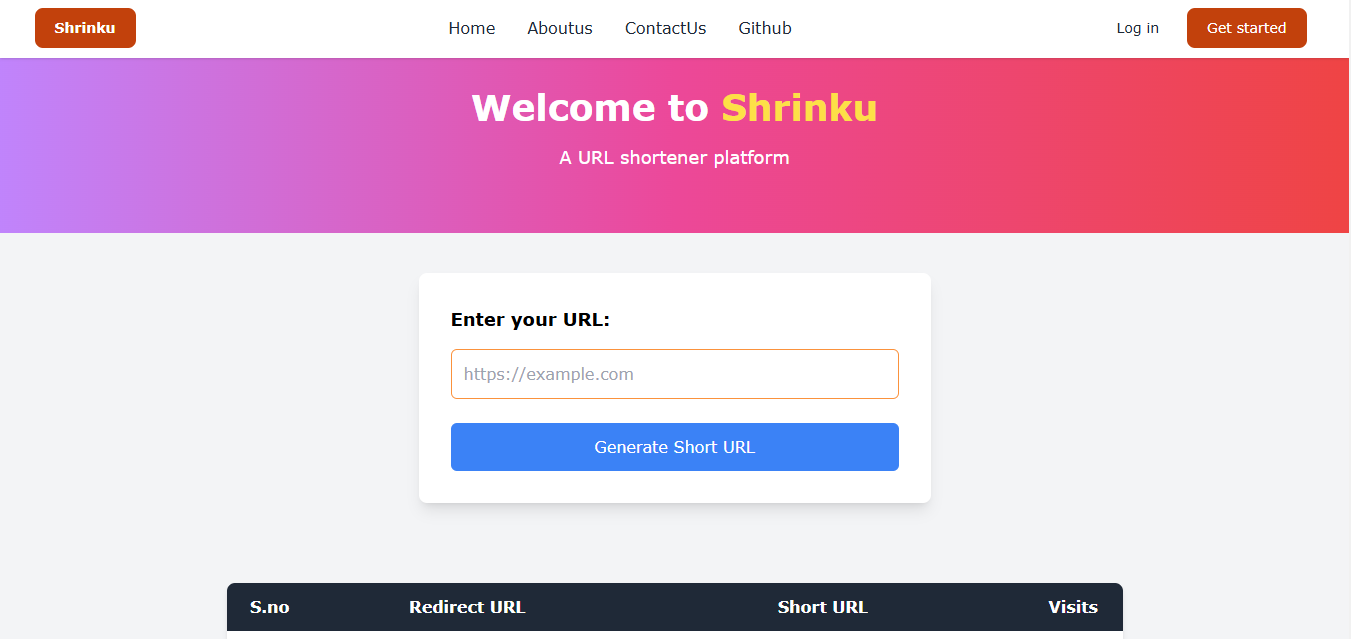 Shrinku Home Aboutus ContactUs Github Log in Get started
Welcome to Shrinku
A URL shortener platform
Enter your URL:
https://example.com
Generate Short URL
S.no Redirect URL Short URL Visits